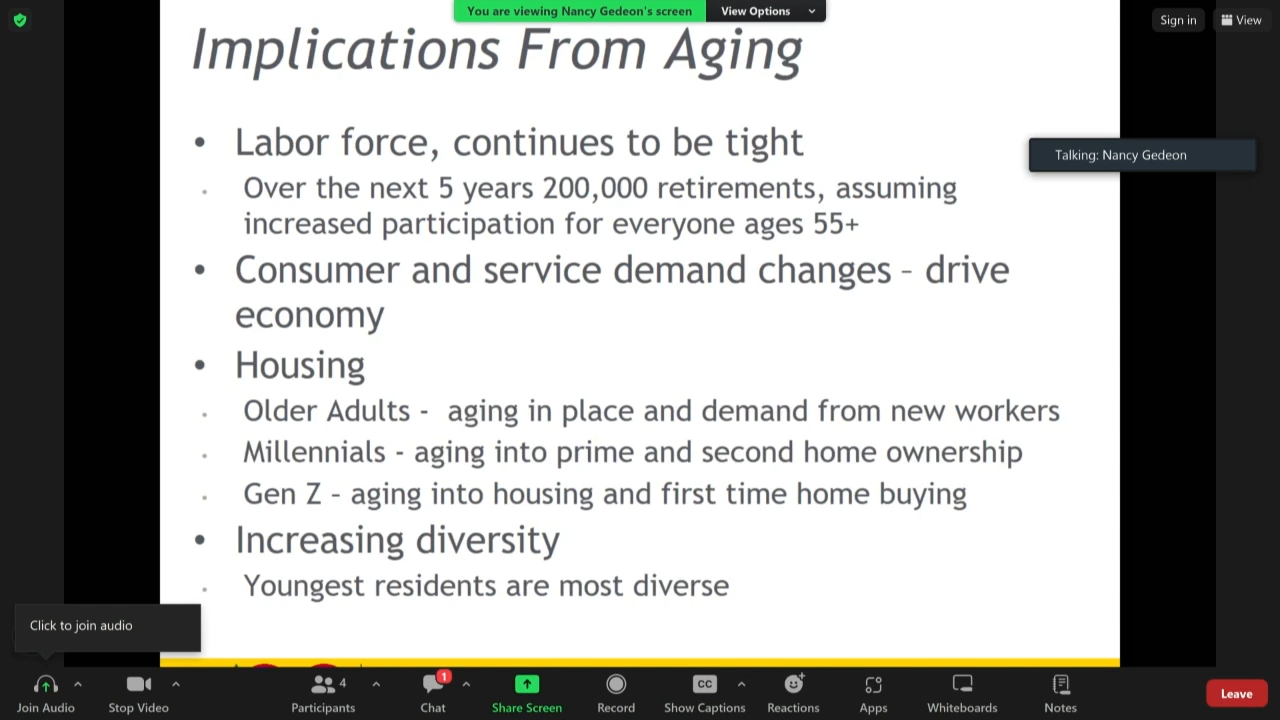 You are viewing Nancy Gedeon's screen View Options
Sign in View
Implications From Aging
• Labor force, continues to be tight
Talking: Nancy Gedeon
• Over the next 5 years 200,000 retirements, assuming
increased participation for everyone ages 55+
• Consumer and service demand changes – drive
economy
• Housing
• Older Adults - aging in place and demand from new workers
• Millennials - aging into prime and second home ownership
• Gen Z – aging into housing and first time home buying
• Increasing diversity
• Youngest residents are most diverse
Click to join audio
4
1
CC
Join Audio Stop Video Participants Chat Share Screen Record Show Captions Reactions Apps Whiteboards Notes Leave